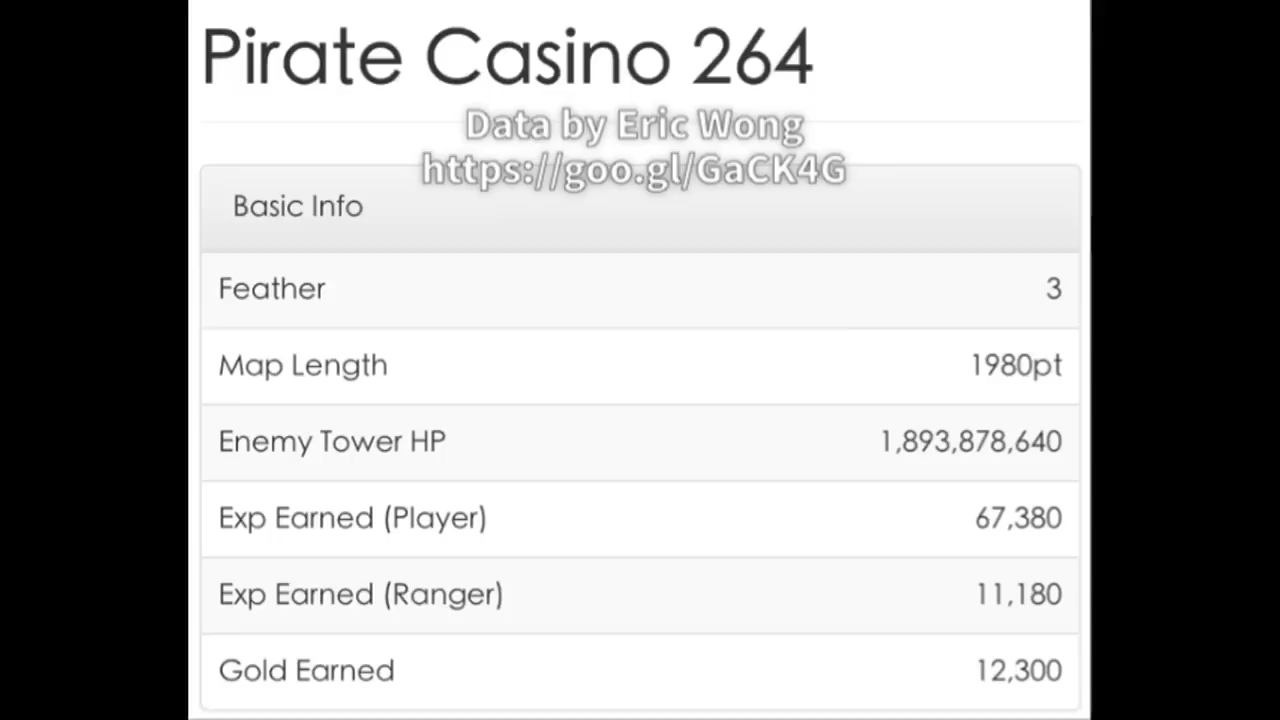 Pirate Casino 264
Data by Eric Wong
https://goo.gl/GaCK4G
Basic Info
Feather 3
Map Length 1980pt
Enemy Tower HP 1,893,878,640
Exp Earned (Player) 67,380
Exp Earned (Ranger) 11,180
Gold Earned 12,300